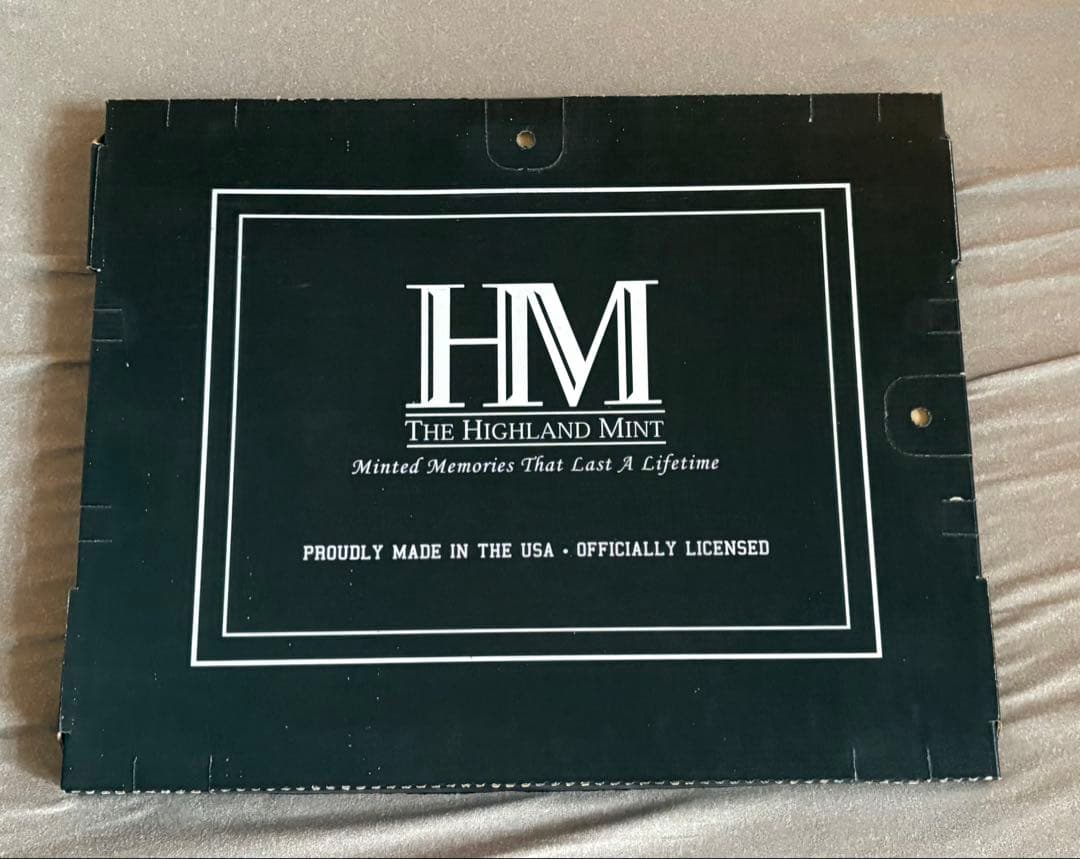 HM
THE HIGHLAND MINT
Minted Memories That Last A Lifetime
PROUDLY MADE IN THE USA • OFFICIALLY LICENSED